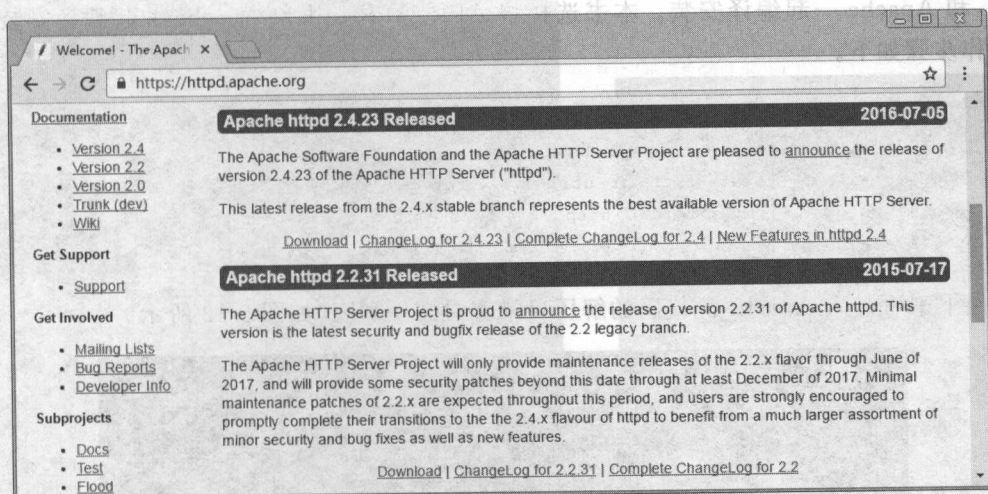 Welcome! - The Apach
https://httpd.apache.org
Documentation
Version 2.4
Version 2.2
Version 2.0
Trunk (dev)
Wiki
Get Support
Support
Get Involved
Mailing Lists
Bug Reports
Developer Info
Subprojects
Docs
Test
Flood
Apache httpd 2.4.23 Released 2016-07-05
The Apache Software Foundation and the Apache HTTP Server Project are pleased to announce the release of
version 2.4.23 of the Apache HTTP Server ("httpd").
This latest release from the 2.4.x stable branch represents the best available version of Apache HTTP Server.
Download | ChangeLog for 2.4.23 | Complete ChangeLog for 2.4 | New Features in httpd 2.4
Apache httpd 2.2.31 Released 2015-07-17
The Apache HTTP Server Project is proud to announce the release of version 2.2.31 of Apache httpd. This
version is the latest security and bugfix release of the 2.2 legacy branch.
The Apache HTTP Server Project will only provide maintenance releases of the 2.2.x flavor through June of
2017, and will provide some security patches beyond this date through at least December of 2017. Minimal
maintenance patches of 2.2.x are expected throughout this period, and users are strongly encouraged to
promptly complete their transitions to the the 2.4.x flavour of httpd to benefit from a much larger assortment of
minor security and bug fixes as well as new features.
Download | ChangeLog for 2.2.31 | Complete ChangeLog for 2.2